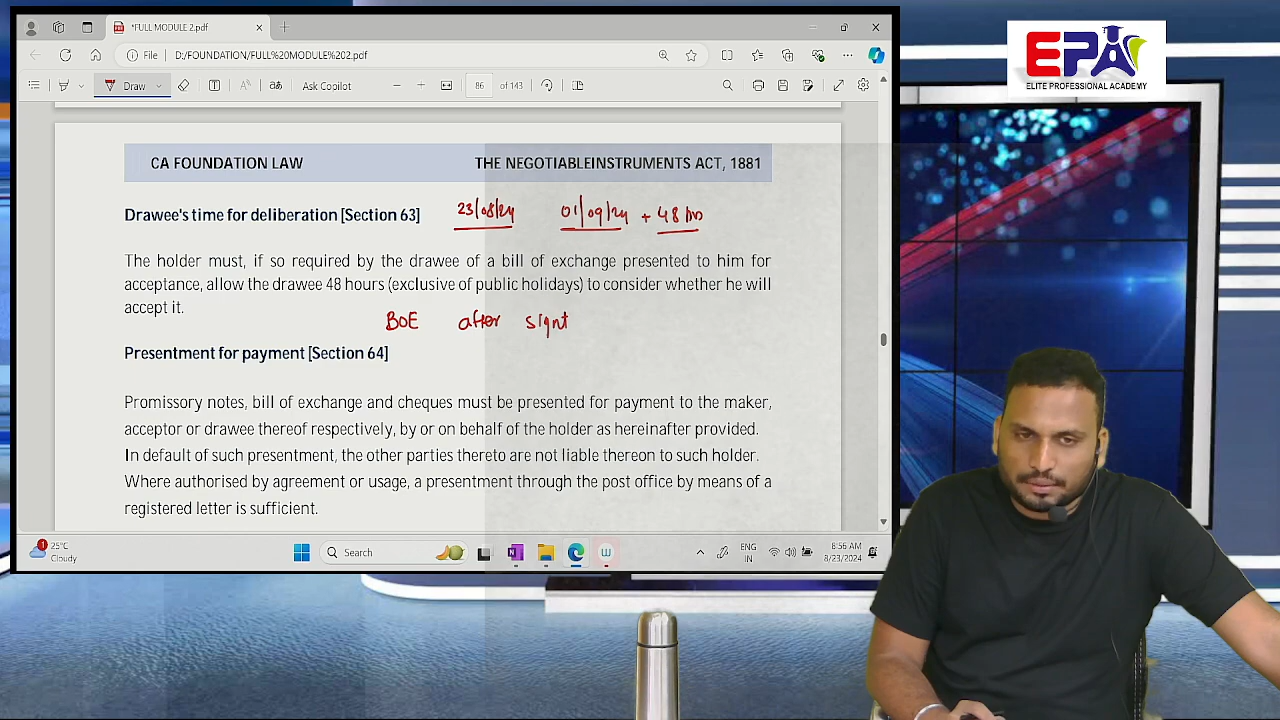 *FULL MODULE 2.pdf
File
D:/FOUNDATION/FULL%20MODULE%
Draw
Ask Copilot
86
of 143
EPA
ELITE PROFESSIONAL ACADEMY
CA FOUNDATION LAW THE NEGOTIABLEINSTRUMENTS ACT, 1881
Drawee's time for deliberation [Section 63] 23/08/24 01/09/24 + 48 hrs
The holder must, if so required by the drawee of a bill of exchange presented to him for
acceptance, allow the drawee 48 hours (exclusive of public holidays) to consider whether he will
accept it.
BOE after signt
Presentment for payment [Section 64]
Promissory notes, bill of exchange and cheques must be presented for payment to the maker,
acceptor or drawee thereof respectively, by or on behalf of the holder as hereinafter provided.
In default of such presentment, the other parties thereto are not liable thereon to such holder.
Where authorised by agreement or usage, a presentment through the post office by means of a
registered letter is sufficient.
25°C
Cloudy
Search
ENG
IN
8:56 AM
8/23/2024